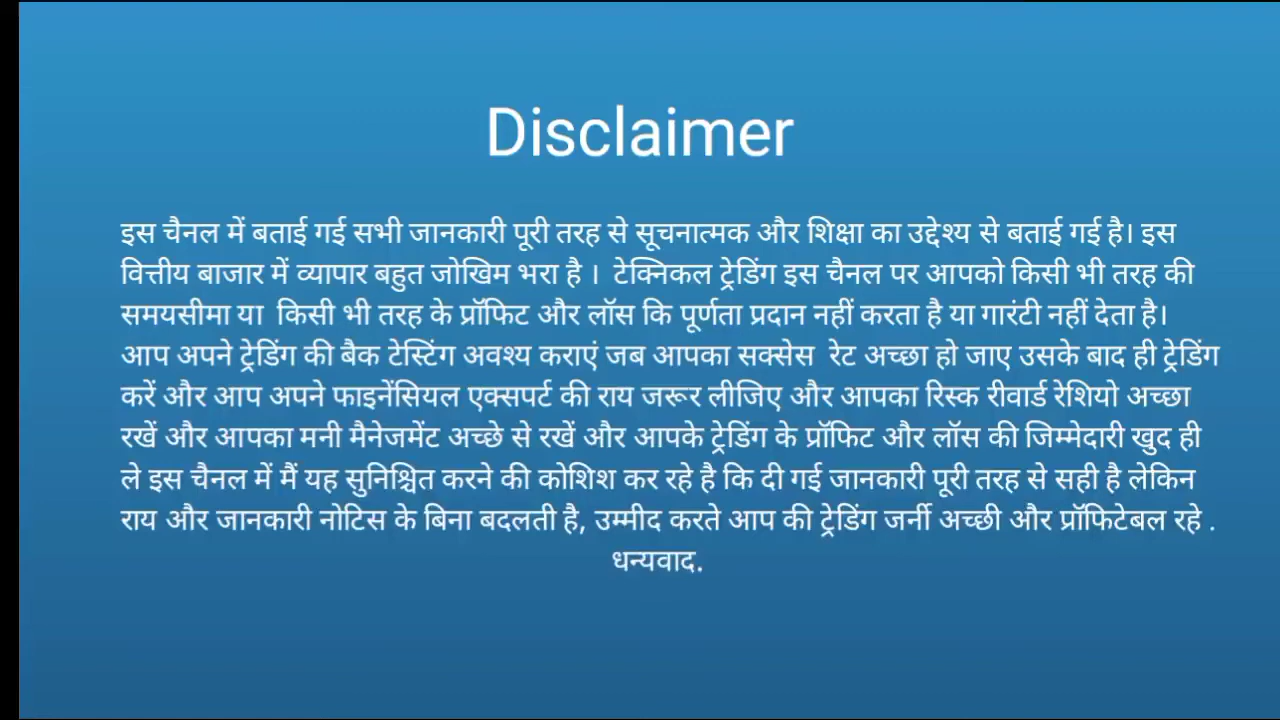 Disclaimer
इस चैनल में बताई गई सभी जानकारी पूरी तरह से सूचनात्मक और शिक्षा का उद्देश्य से बताई गई है। इस
वित्तीय बाजार में व्यापार बहुत जोखिम भरा है । टेक्निकल ट्रेडिंग इस चैनल पर आपको किसी भी तरह की
समयसीमा या किसी भी तरह के प्रॉफिट और लॉस कि पूर्णता प्रदान नहीं करता है या गारंटी नहीं देता है।
आप अपने ट्रेडिंग की बैक टेस्टिंग अवश्य कराएं जब आपका सक्सेस रेट अच्छा हो जाए उसके बाद ही ट्रेडिंग
करें और आप अपने फाइनेंसियल एक्सपर्ट की राय जरूर लीजिए और आपका रिस्क रीवार्ड रेशियो अच्छा
रखें और आपका मनी मैनेजमेंट अच्छे से रखें और आपके ट्रेडिंग के प्रॉफिट और लॉस की जिम्मेदारी खुद ही
ले इस चैनल में मैं यह सुनिश्चित करने की कोशिश कर रहे है कि दी गई जानकारी पूरी तरह से सही है लेकिन
राय और जानकारी नोटिस के बिना बदलती है, उम्मीद करते आप की ट्रेडिंग जर्नी अच्छी और प्रॉफिटेबल रहे .
धन्यवाद.